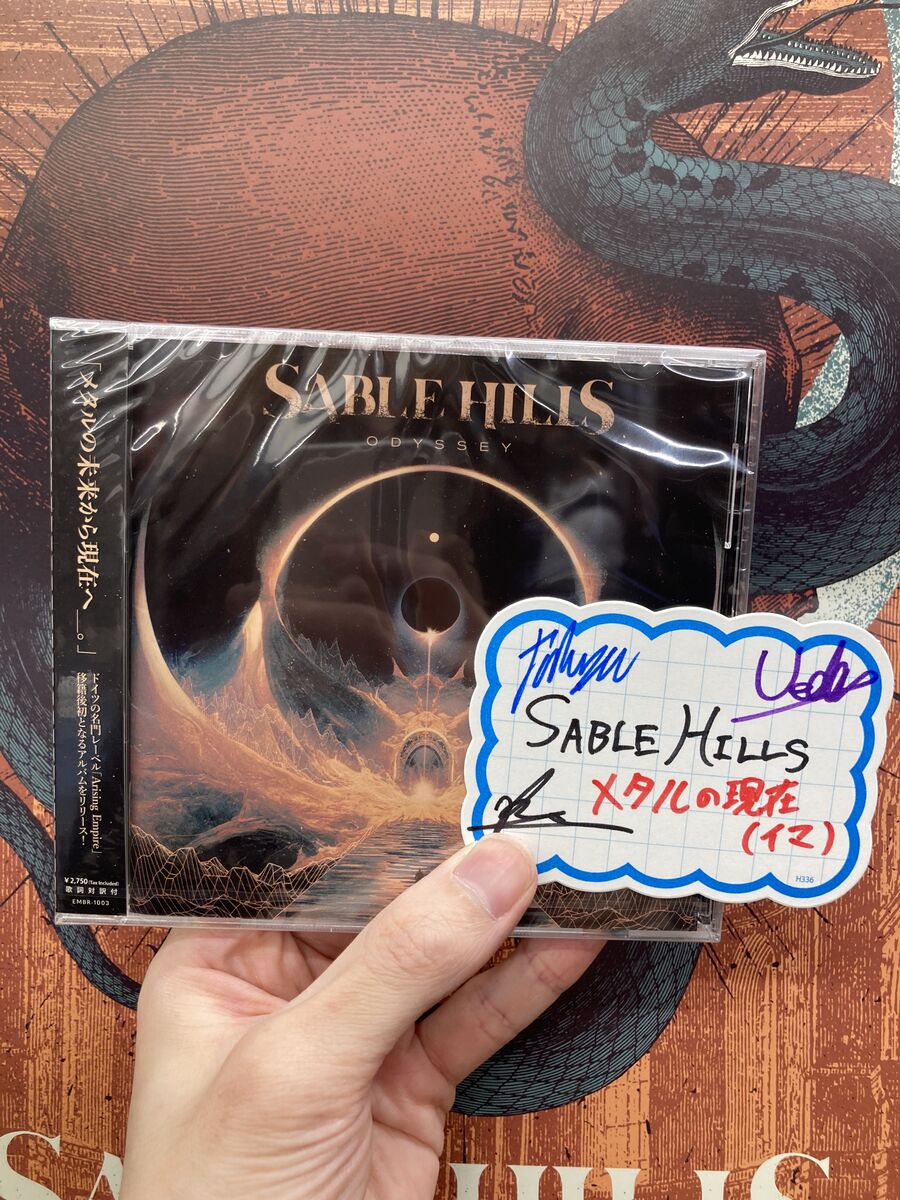 SABLE HILLS
ODYSSEY
「メタルの未来から現在へ__。」
ドイツの名門レーベル「Arising Empire」
移籍後初となるアルバムをリリース！
¥2,750(Tax Included)
歌詞対訳付
EMBR-1003
SABLE HILLS
メタルの現在
(イマ)
H336